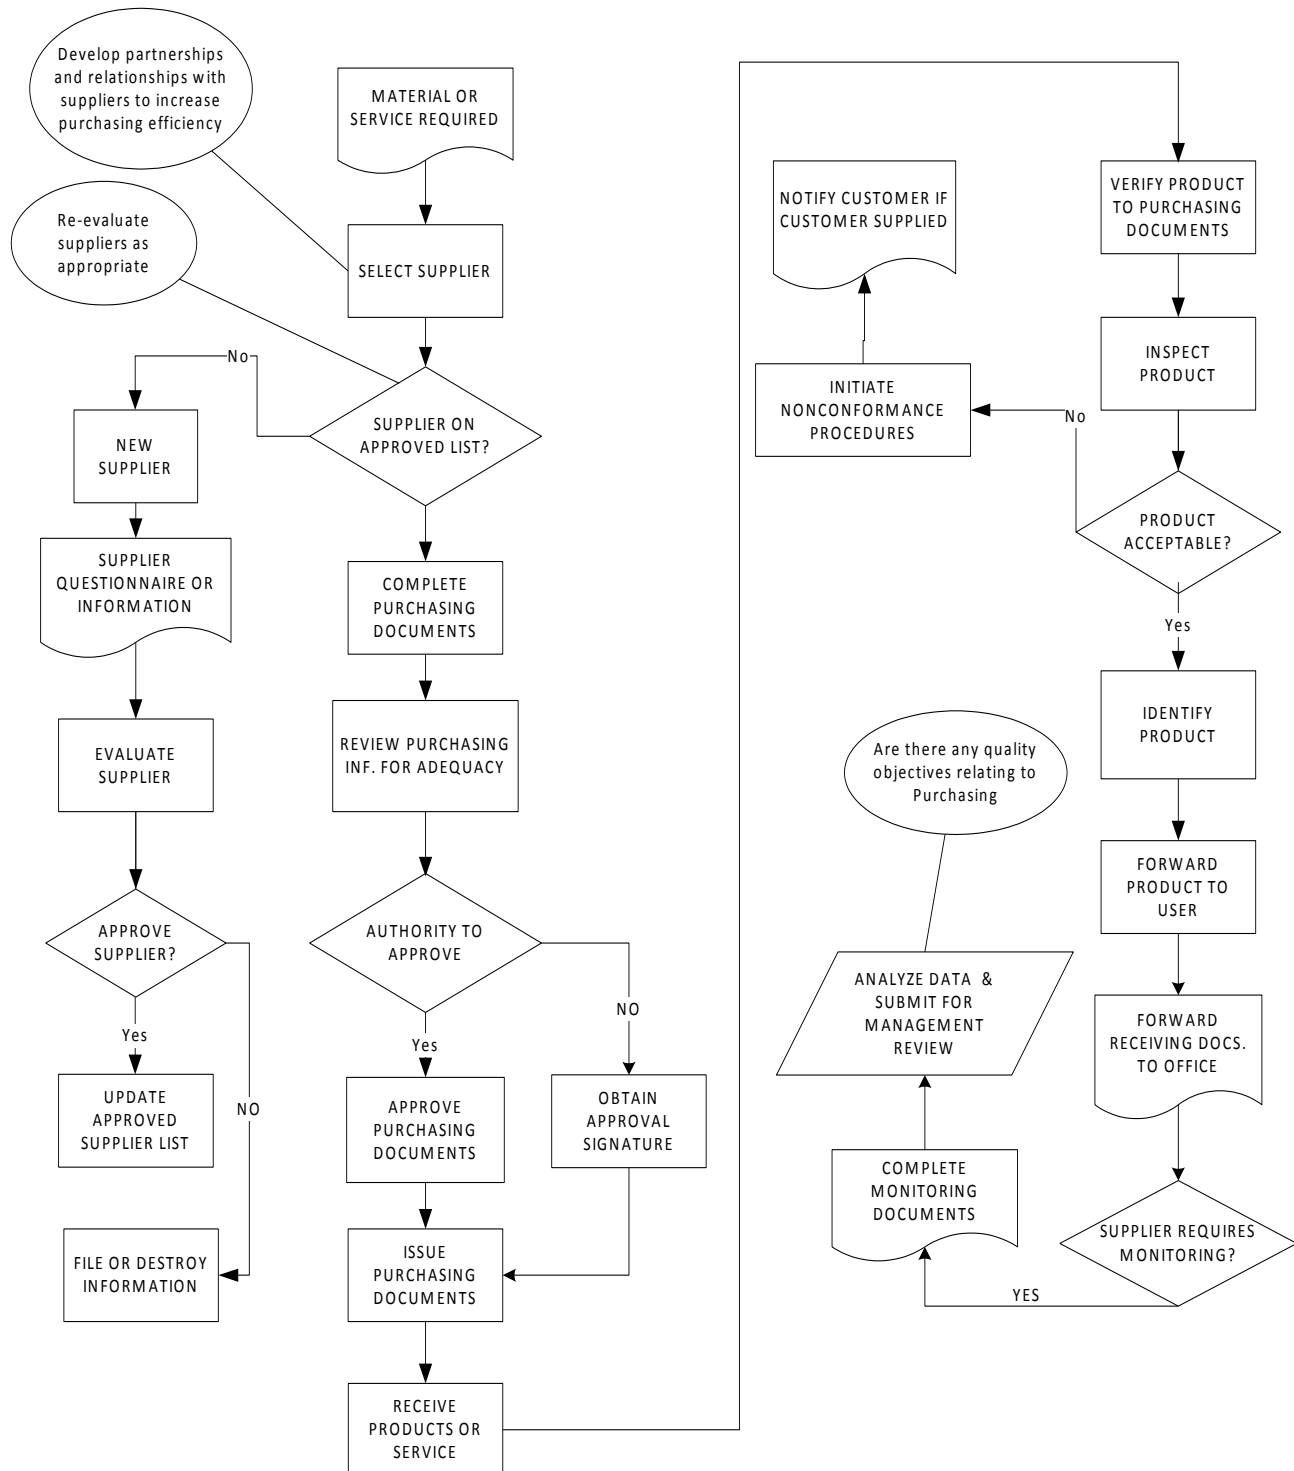 Develop partnerships
and relationships with
suppliers to increase
purchasing efficiency
MATERIAL OR
SERVICE REQUIRED
Re-evaluate
suppliers as
appropriate
SELECT SUPPLIER
No
SUPPLIER ON
APPROVED LIST?
NEW
SUPPLIER
SUPPLIER
QUESTIONNAIRE OR
INFORMATION
EVALUATE
SUPPLIER
APPROVE
SUPPLIER?
Yes
NO
UPDATE
APPROVED
SUPPLIER LIST
FILE OR DESTROY
INFORMATION
COMPLETE
PURCHASING
DOCUMENTS
REVIEW PURCHASING
INF. FOR ADEQUACY
AUTHORITY TO
APPROVE
Yes
NO
APPROVE
PURCHASING
DOCUMENTS
OBTAIN
APPROVAL
SIGNATURE
ISSUE
PURCHASING
DOCUMENTS
RECEIVE
PRODUCTS OR
SERVICE
VERIFY PRODUCT
TO PURCHASING
DOCUMENTS
INSPECT
PRODUCT
PRODUCT
ACCEPTABLE?
No
INITIATE
NONCONFORMANCE
PROCEDURES
NOTIFY CUSTOMER IF
CUSTOMER SUPPLIED
Yes
IDENTIFY
PRODUCT
FORWARD
PRODUCT TO
USER
FORWARD
RECEIVING DOCS.
TO OFFICE
SUPPLIER REQUIRES
MONITORING?
YES
COMPLETE
MONITORING
DOCUMENTS
ANALYZE DATA &
SUBMIT FOR
MANAGEMENT
REVIEW
Are there any quality
objectives relating to
Purchasing